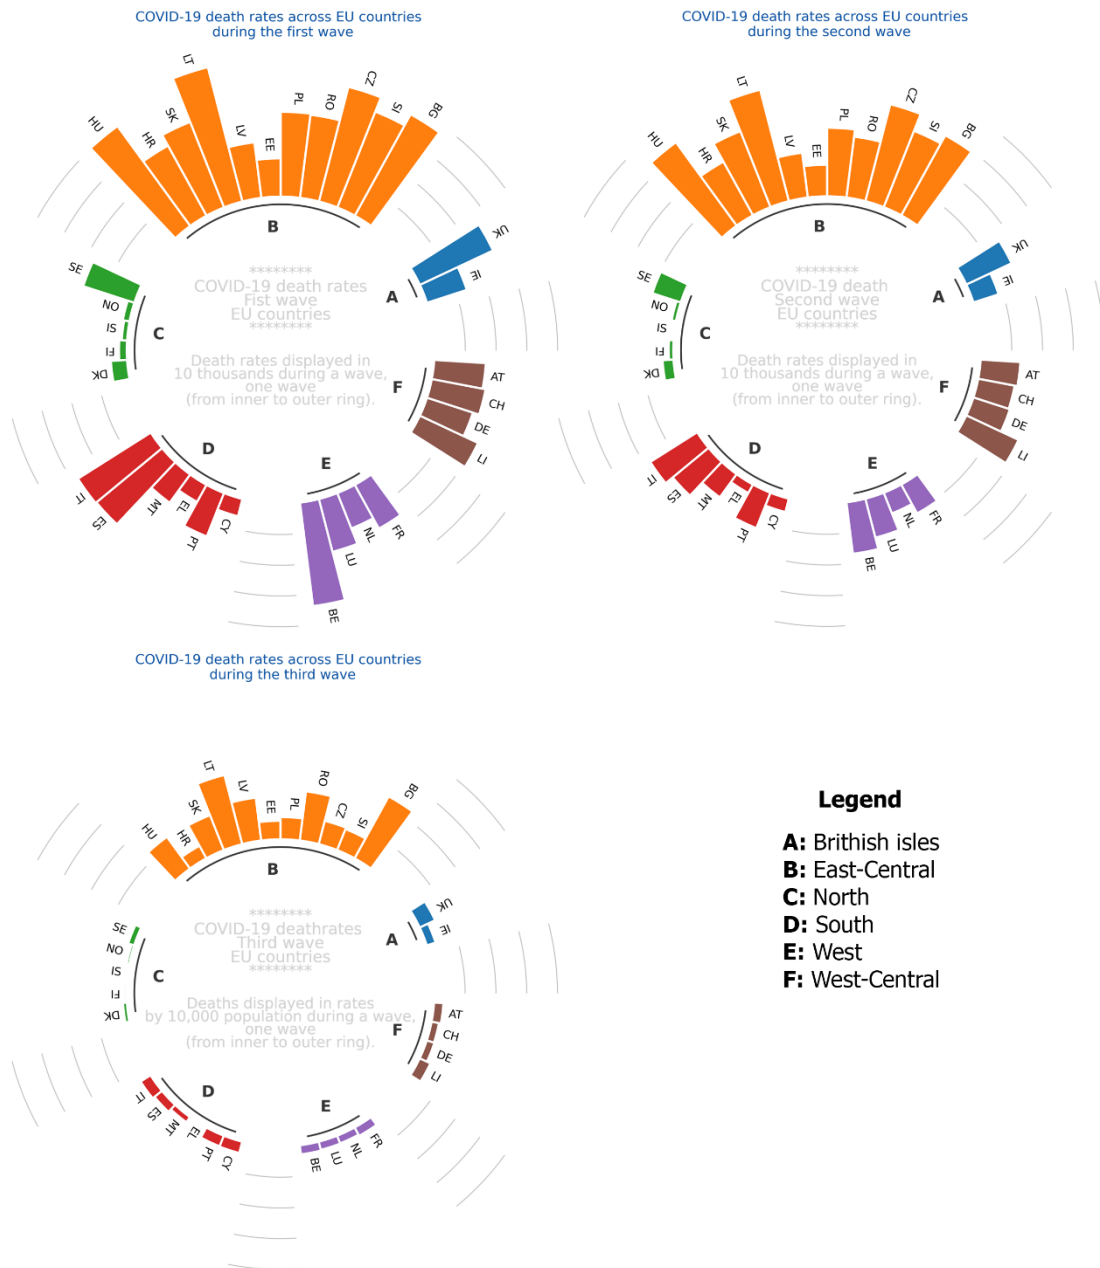 COVID-19 death rates across EU countries
during the first wave
HU
HR
SK
LT
LV
EE
PL
RO
CZ
SI
BG
B
UK
IE
A
SE
NO
SI
FI
DK
C
********
COVID-19 death rates
Fist wave
EU countries
********
Death rates displayed in
10 thousands during a wave,
one wave
(from inner to outer ring).
AT
CH
DE
LI
F
IT
ES
MT
EL
PT
CY
D
BE
LU
NL
FR
E
COVID-19 death rates across EU countries
during the second wave
HU
HR
SK
LT
LV
EE
PL
RO
CZ
SI
BG
B
UK
IE
A
SE
NO
SI
FI
DK
C
********
COVID-19 death
Second wave
EU countries
********
Death rates displayed in
10 thousands during a wave,
one wave
(from inner to outer ring).
AT
CH
DE
LI
F
IT
ES
MT
EL
PT
CY
D
BE
LU
NL
FR
E
COVID-19 death rates across EU countries
during the third wave
HU
HR
SK
LT
LV
EE
PL
RO
CZ
SI
BG
B
UK
IE
A
SE
NO
SI
FI
DK
C
********
COVID-19 deathrates
Third wave
EU countries
********
Deaths displayed in rates
by 10,000 population during a wave,
one wave
(from inner to outer ring).
AT
CH
DE
LI
F
IT
ES
MT
EL
PT
CY
D
BE
LU
NL
FR
E
Legend
A: Brithish isles
B: East-Central
C: North
D: South
E: West
F: West-Central